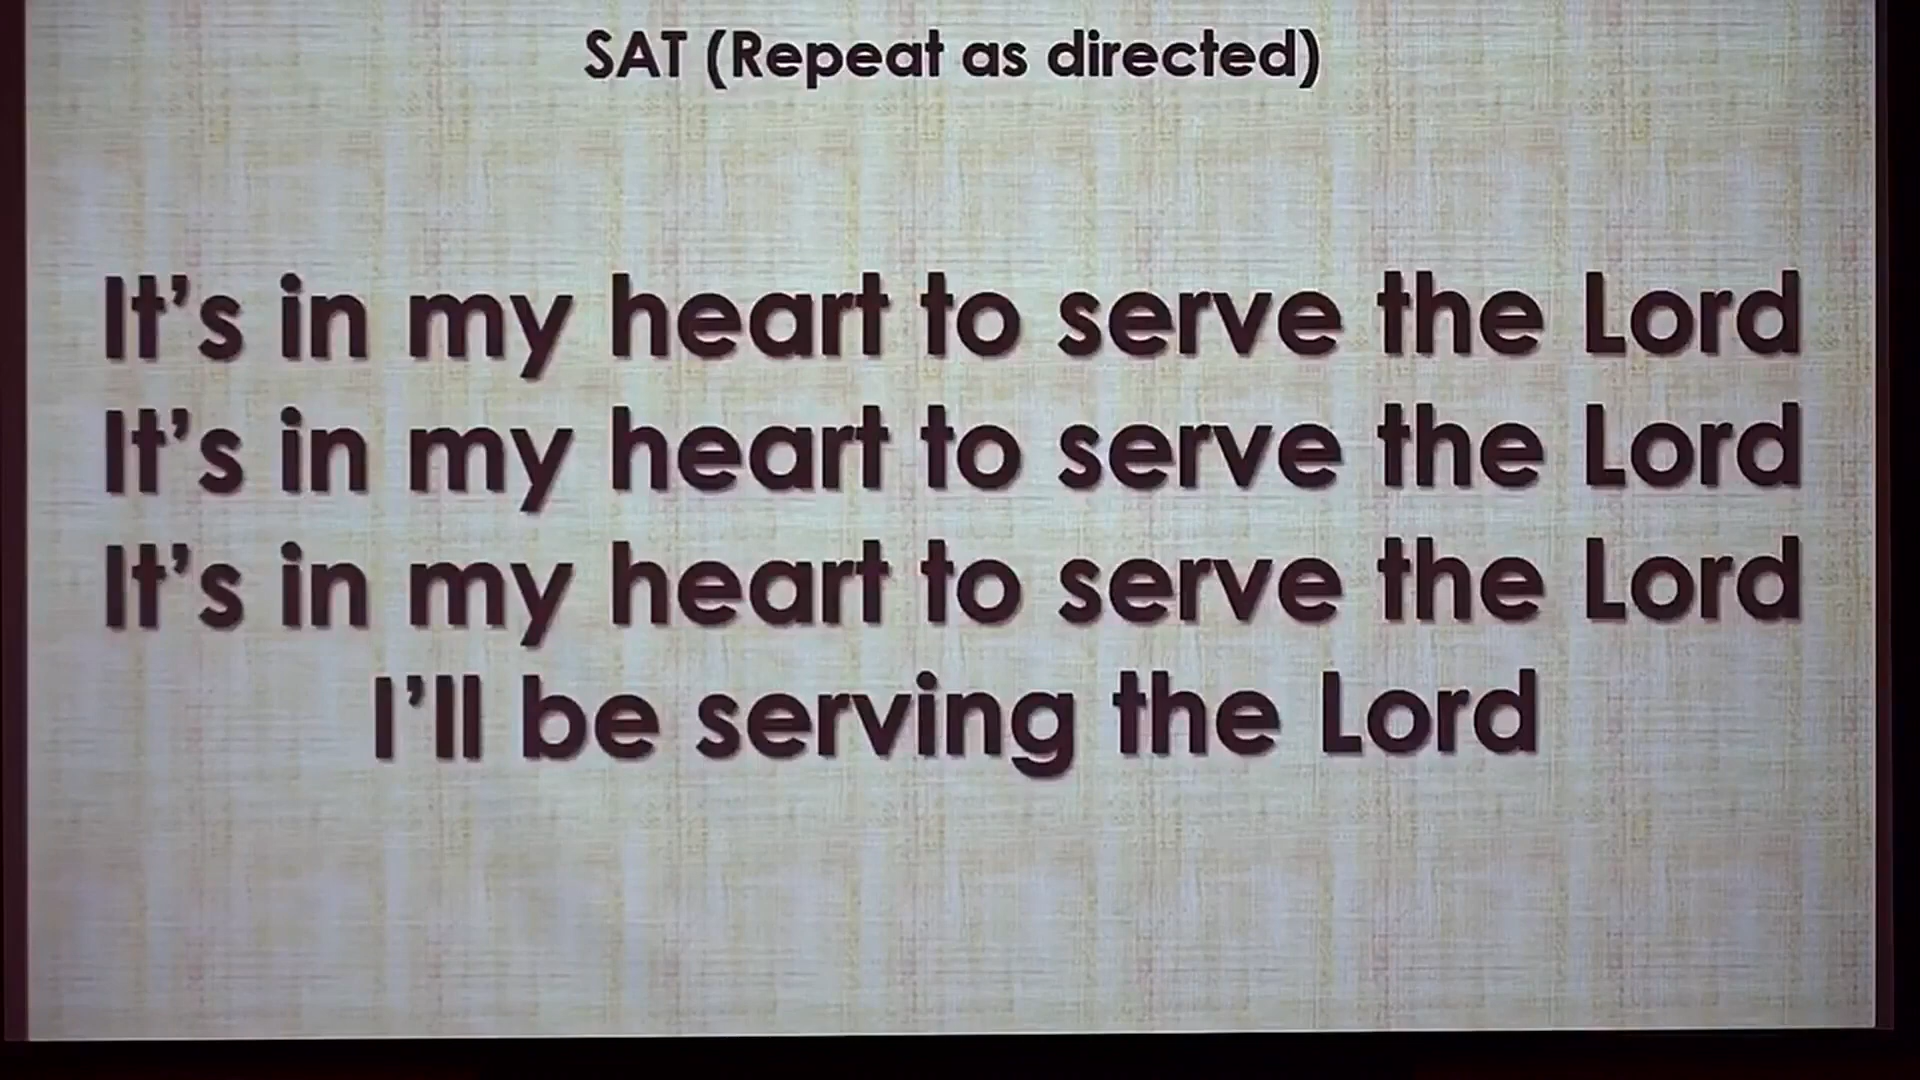 SAT (Repeat as directed)
It's in my heart to serve the Lord
It's in my heart to serve the Lord
It's in my heart to serve the Lord
I'll be serving the Lord